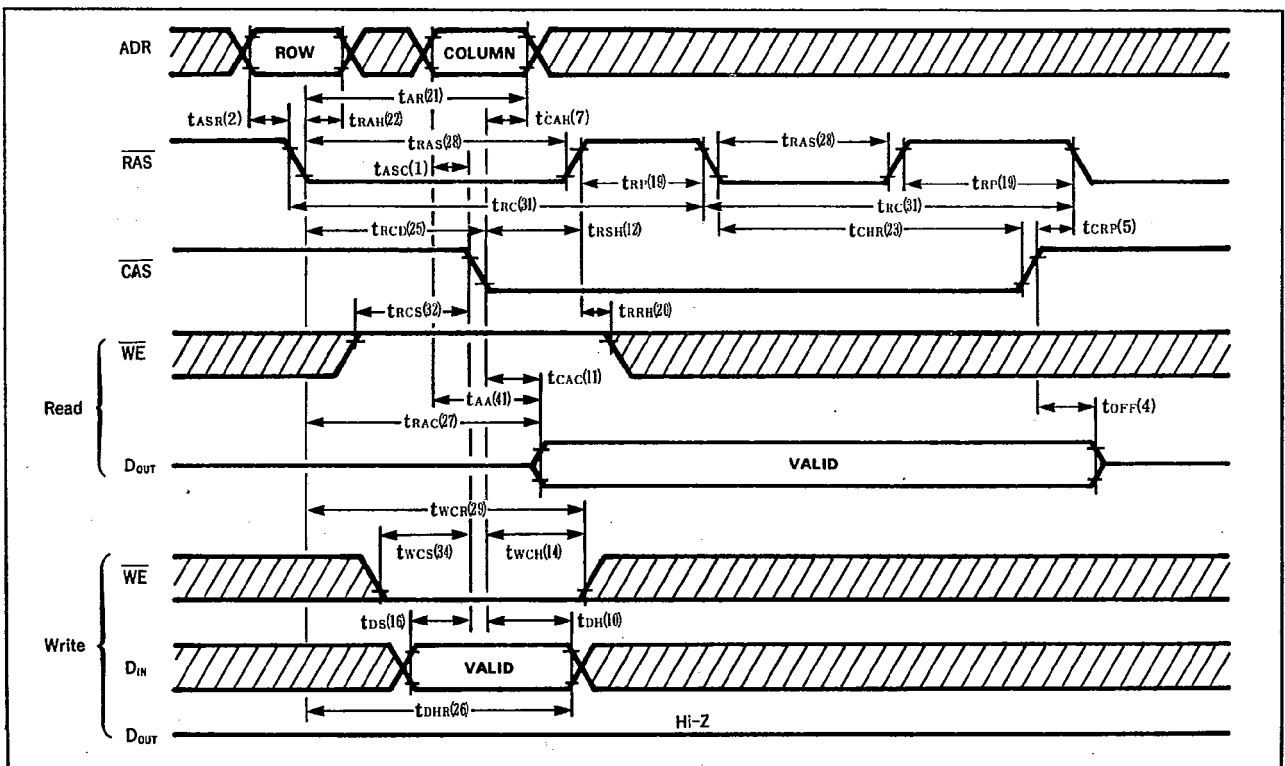 ADR ROW COLUMN
tAR(21)
tASR(2) tRAH(22) tCAH(7)
tRAS(28) tRAS(28)
RAS
tASC(1)
tRP(19) tRP(19)
tRC(31) tRC(31)
tRCD(25) tRSH(12) tCHR(23) tCRP(5)
CAS
tRCS(32) tRRH(20)
WE
tCAC(11)
Read
tAA(41)
tRAC(27) tOFF(4)
DOUT VALID
tWCR(29)
tWCS(34) tWCH(14)
WE
tDS(16) tDH(10)
Write
DIN VALID
tDHR(26)
Hi-Z
DOUT